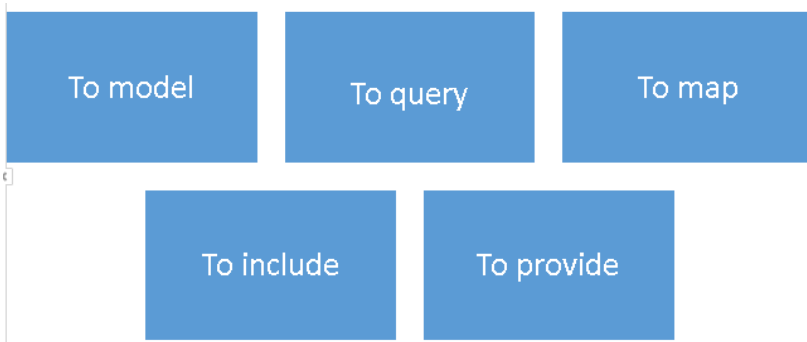 To model
To query
To map
To include
To provide